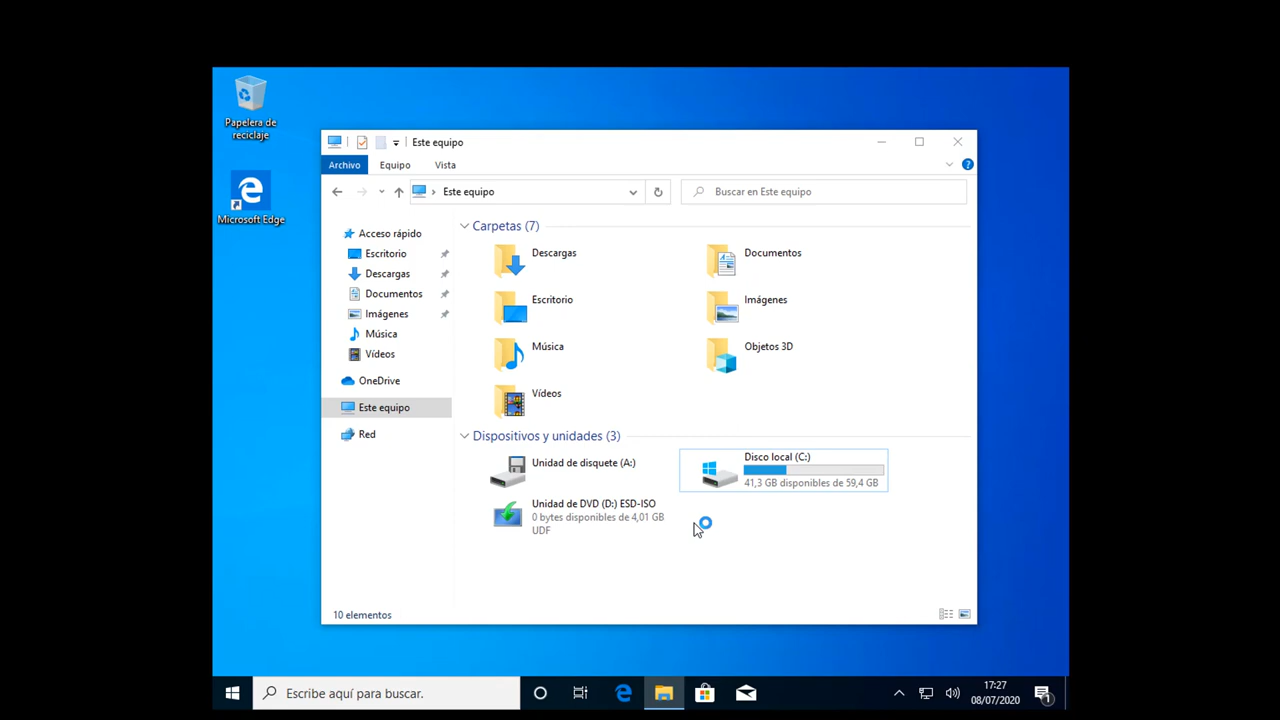 Papelera de
reciclaje
Microsoft Edge
Este equipo
Archivo
Equipo
Vista
Este equipo
Buscar en Este equipo
Acceso rápido
Escritorio
Descargas
Documentos
Imágenes
Música
Vídeos
OneDrive
Este equipo
Red
Carpetas (7)
Descargas
Documentos
Escritorio
Imágenes
Música
Objetos 3D
Vídeos
Dispositivos y unidades (3)
Unidad de disquete (A:)
Disco local (C:)
41,3 GB disponibles de 59,4 GB
Unidad de DVD (D:) ESD-ISO
0 bytes disponibles de 4,01 GB
UDF
10 elementos
Escribe aquí para buscar.
17:27
08/07/2020
1